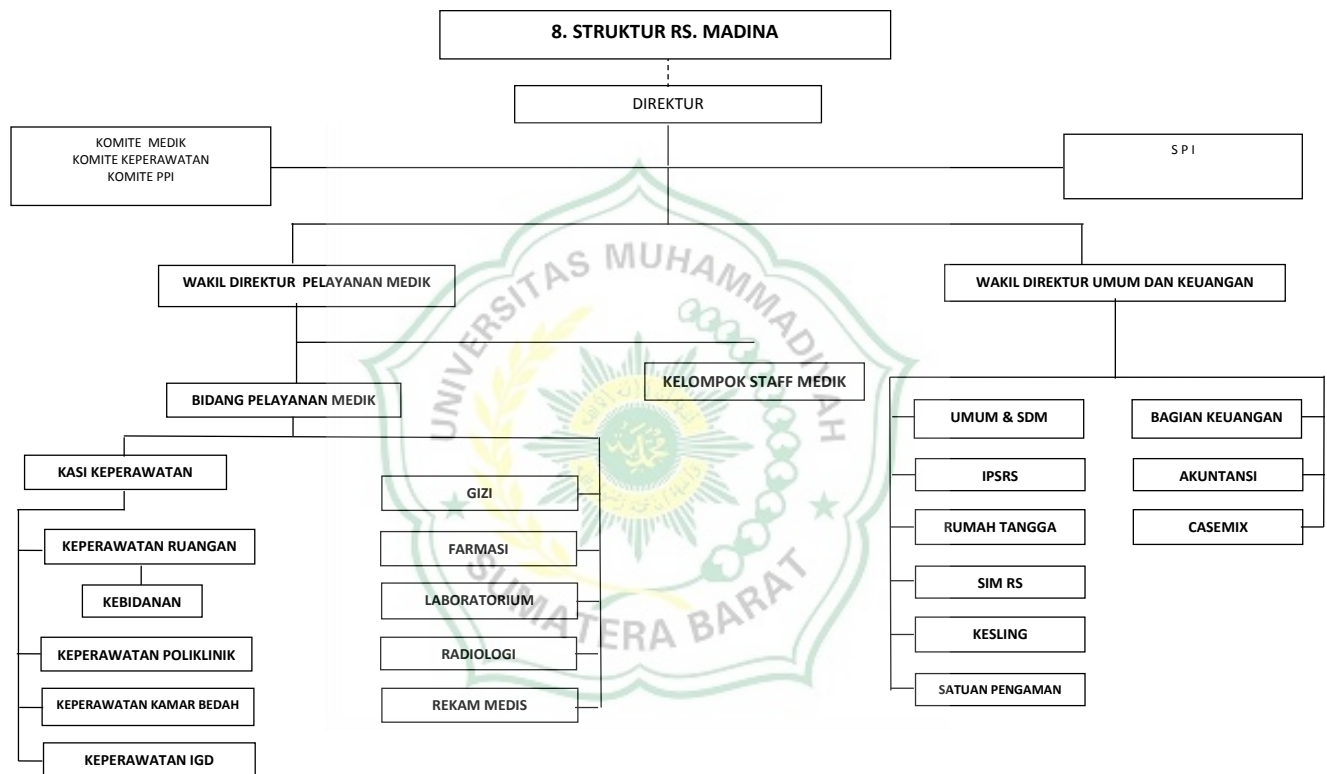 8. STRUKTUR RS. MADINA
DIREKTUR
KOMITE MEDIK
KOMITE KEPERAWATAN
KOMITE PPI
S P I
WAKIL DIREKTUR PELAYANAN MEDIK
WAKIL DIREKTUR UMUM DAN KEUANGAN
KELOMPOK STAFF MEDIK
BIDANG PELAYANAN MEDIK
KASI KEPERAWATAN
KEPERAWATAN RUANGAN
KEBIDANAN
KEPERAWATAN POLIKLINIK
KEPERAWATAN KAMAR BEDAH
KEPERAWATAN IGD
GIZI
FARMASI
LABORATORIUM
RADIOLOGI
REKAM MEDIS
UMUM & SDM
IPSRS
RUMAH TANGGA
SIM RS
KESLING
SATUAN PENGAMAN
BAGIAN KEUANGAN
AKUNTANSI
CASEMIX
UNIVERSITAS MUHAMMADIYAH
SUMATERA BARAT